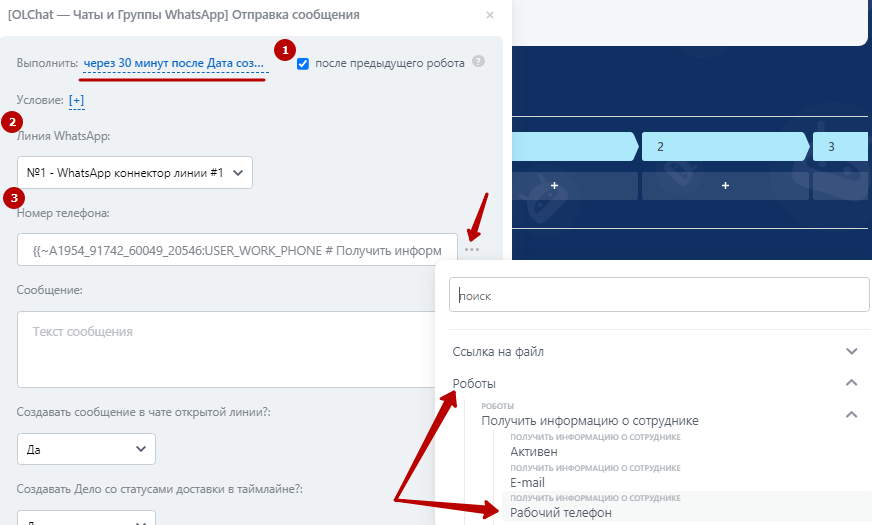 [OLChat — Чаты и Группы WhatsApp] Отправка сообщения
1
Выполнить: через 30 минут после Дата соз... после предыдущего робота ?
Условие: [+]
2
Линия WhatsApp:
№1 - WhatsApp коннектор линии #1
3
Номер телефона:
{{~A1954_91742_60049_20546:USER_WORK_PHONE # Получить информ
...
Сообщение:
Текст сообщения
Создавать сообщение в чате открытой линии?:
Да
Создавать Дело со статусами доставки в таймлайне?:
2
3
+
+
поиск
Ссылка на файл
Роботы
РОБОТЫ
Получить информацию о сотруднике
ПОЛУЧИТЬ ИНФОРМАЦИЮ О СОТРУДНИКЕ
Активен
ПОЛУЧИТЬ ИНФОРМАЦИЮ О СОТРУДНИКЕ
E-mail
ПОЛУЧИТЬ ИНФОРМАЦИЮ О СОТРУДНИКЕ
Рабочий телефон